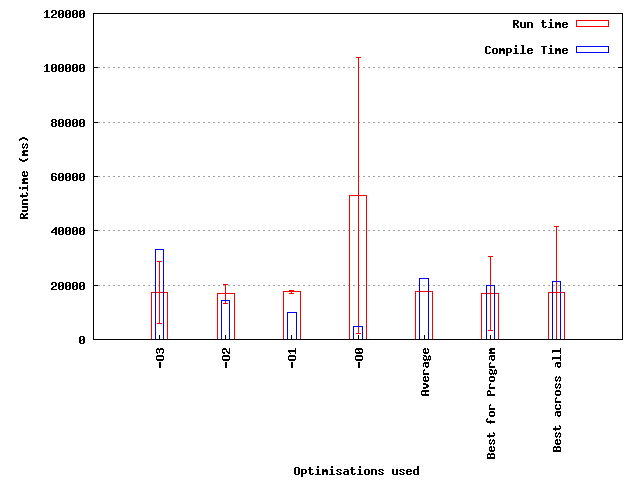 120000
100000
80000
60000
40000
20000
0
Runtime (ms)
Run time
Compile Time
-O3
-O2
-O1
-O0
Average
Best for Program
Best across all
Optimisations used